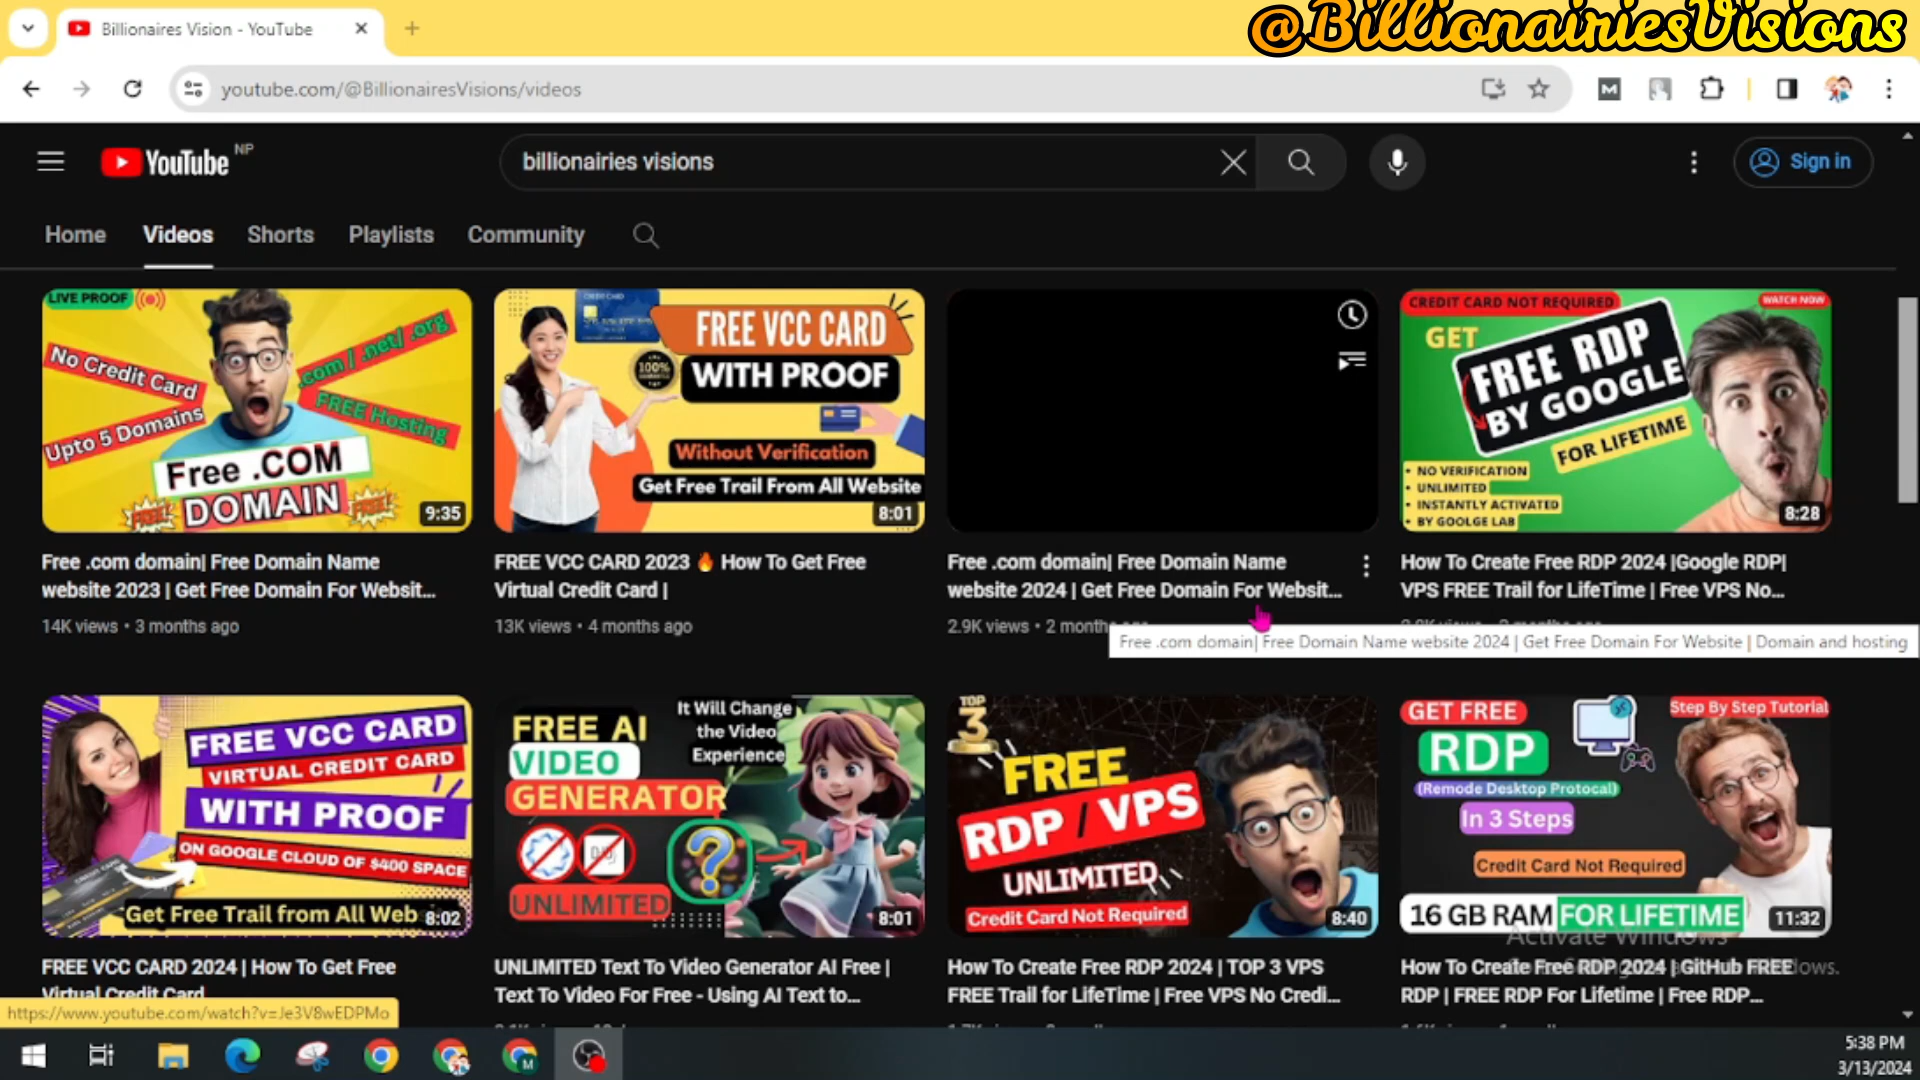 Billionaires Vision - YouTube
@BillionairiesVisions
youtube.com/@BillionairesVisions/videos
YouTube NP
billionairies visions
Sign in
Home Videos Shorts Playlists Community
LIVE PROOF
No Credit Card
Upto 5 Domains
.com / .net/ .org
FREE Hosting
Free .COM
DOMAIN
FREE!
FREE!
9:35
CREDIT CARD
FREE VCC CARD
100%
WITH PROOF
Without Verification
Get Free Trail From All Website
8:01
CREDIT CARD NOT REQUIRED
WATCH NOW
GET
FREE RDP
BY GOOGLE
FOR LIFETIME
• NO VERIFICATION
• UNLIMITED
• INSTANTLY ACTIVATED
• BY GOOLGE LAB
8:28
Free .com domain| Free Domain Name
website 2023 | Get Free Domain For Websit...
14K views • 3 months ago
FREE VCC CARD 2023 🔥 How To Get Free
Virtual Credit Card |
13K views • 4 months ago
Free .com domain| Free Domain Name
website 2024 | Get Free Domain For Websit...
2.9K views • 2 month
How To Create Free RDP 2024 |Google RDP|
VPS FREE Trail for LifeTime | Free VPS No...
Free .com domain| Free Domain Name website 2024 | Get Free Domain For Website | Domain and hosting
FREE VCC CARD
VIRTUAL CREDIT CARD
WITH PROOF
ON GOOGLE CLOUD OF $400 SPACE
Get Free Trail from All Web
8:02
FREE AI
VIDEO
GENERATOR
It Will Change
the Video
Experience
UNLIMITED
8:01
TOP
3
FREE
RDP / VPS
UNLIMITED
Credit Card Not Required
8:40
GET FREE
RDP
(Remode Desktop Protocal)
In 3 Steps
Step By Step Tutorial
Credit Card Not Required
16 GB RAM FOR LIFETIME
11:32
Activate Windows
FREE VCC CARD 2024 | How To Get Free
Virtual Credit Card
UNLIMITED Text To Video Generator AI Free |
Text To Video For Free - Using AI Text to...
How To Create Free RDP 2024 | TOP 3 VPS
FREE Trail for LifeTime | Free VPS No Credi...
How To Create Free RDP 2024 | GitHub FREE
RDP | FREE RDP For Lifetime | Free RDP...
https://www.youtube.com/watch?v=Je3V8wEDPMo
5:38 PM
3/13/2024